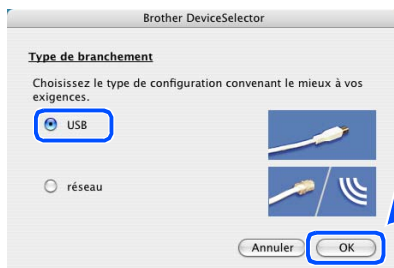 Brother DeviceSelector
Type de branchement
Choisissez le type de configuration convenant le mieux à vos
exigences.
USB
réseau
Annuler OK